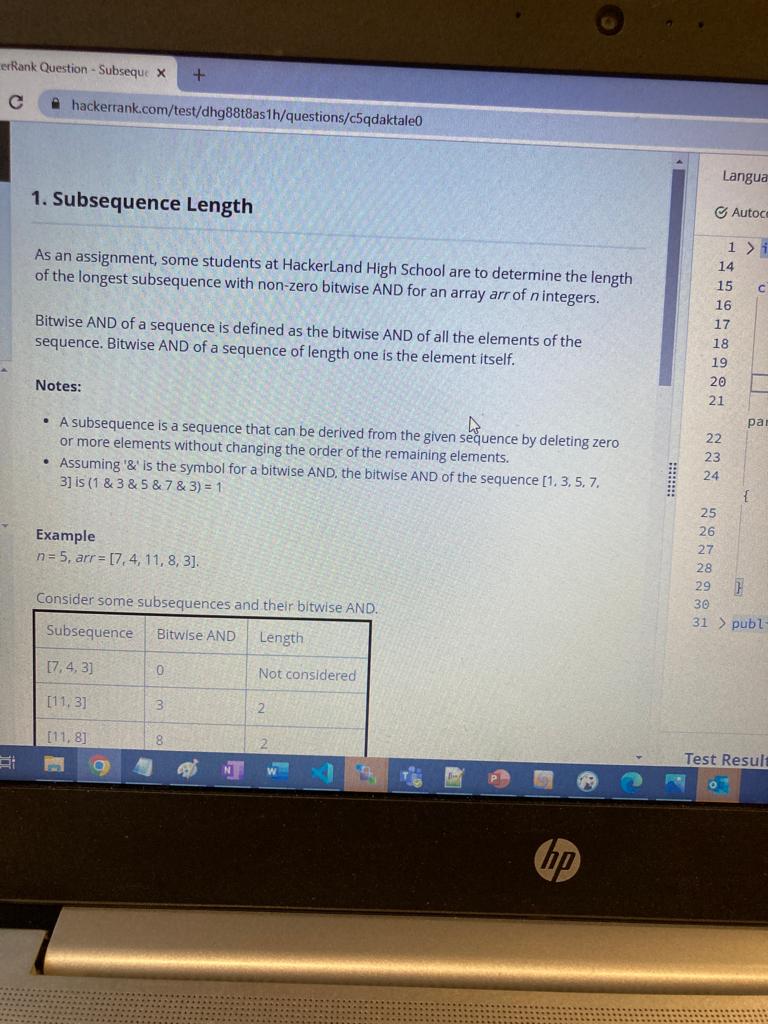 erRank Question - Subseque
hackerrank.com/test/dhg88t8as1h/questions/c5qdaktale0
1. Subsequence Length
As an assignment, some students at HackerLand High School are to determine the length
of the longest subsequence with non-zero bitwise AND for an array arr of n integers.
Bitwise AND of a sequence is defined as the bitwise AND of all the elements of the
sequence. Bitwise AND of a sequence of length one is the element itself.
Notes:
• A subsequence is a sequence that can be derived from the given sequence by deleting zero
or more elements without changing the order of the remaining elements.
• Assuming '&' is the symbol for a bitwise AND, the bitwise AND of the sequence [1, 3, 5, 7,
3] is (1 & 3 & 5 & 7 & 3) = 1
Example
n = 5, arr = [7, 4, 11, 8, 3].
Consider some subsequences and their bitwise AND.
Subsequence Bitwise AND Length
[7, 4, 3] 0 Not considered
[11, 3] 3 2
[11, 8] 8 2
Langua
Autoco
1 > i
14
15 c
16
17
18
19
20
21
par
22
23
24
{
25
26
27
28
29 }
30
31 > publ
Test Result
hp